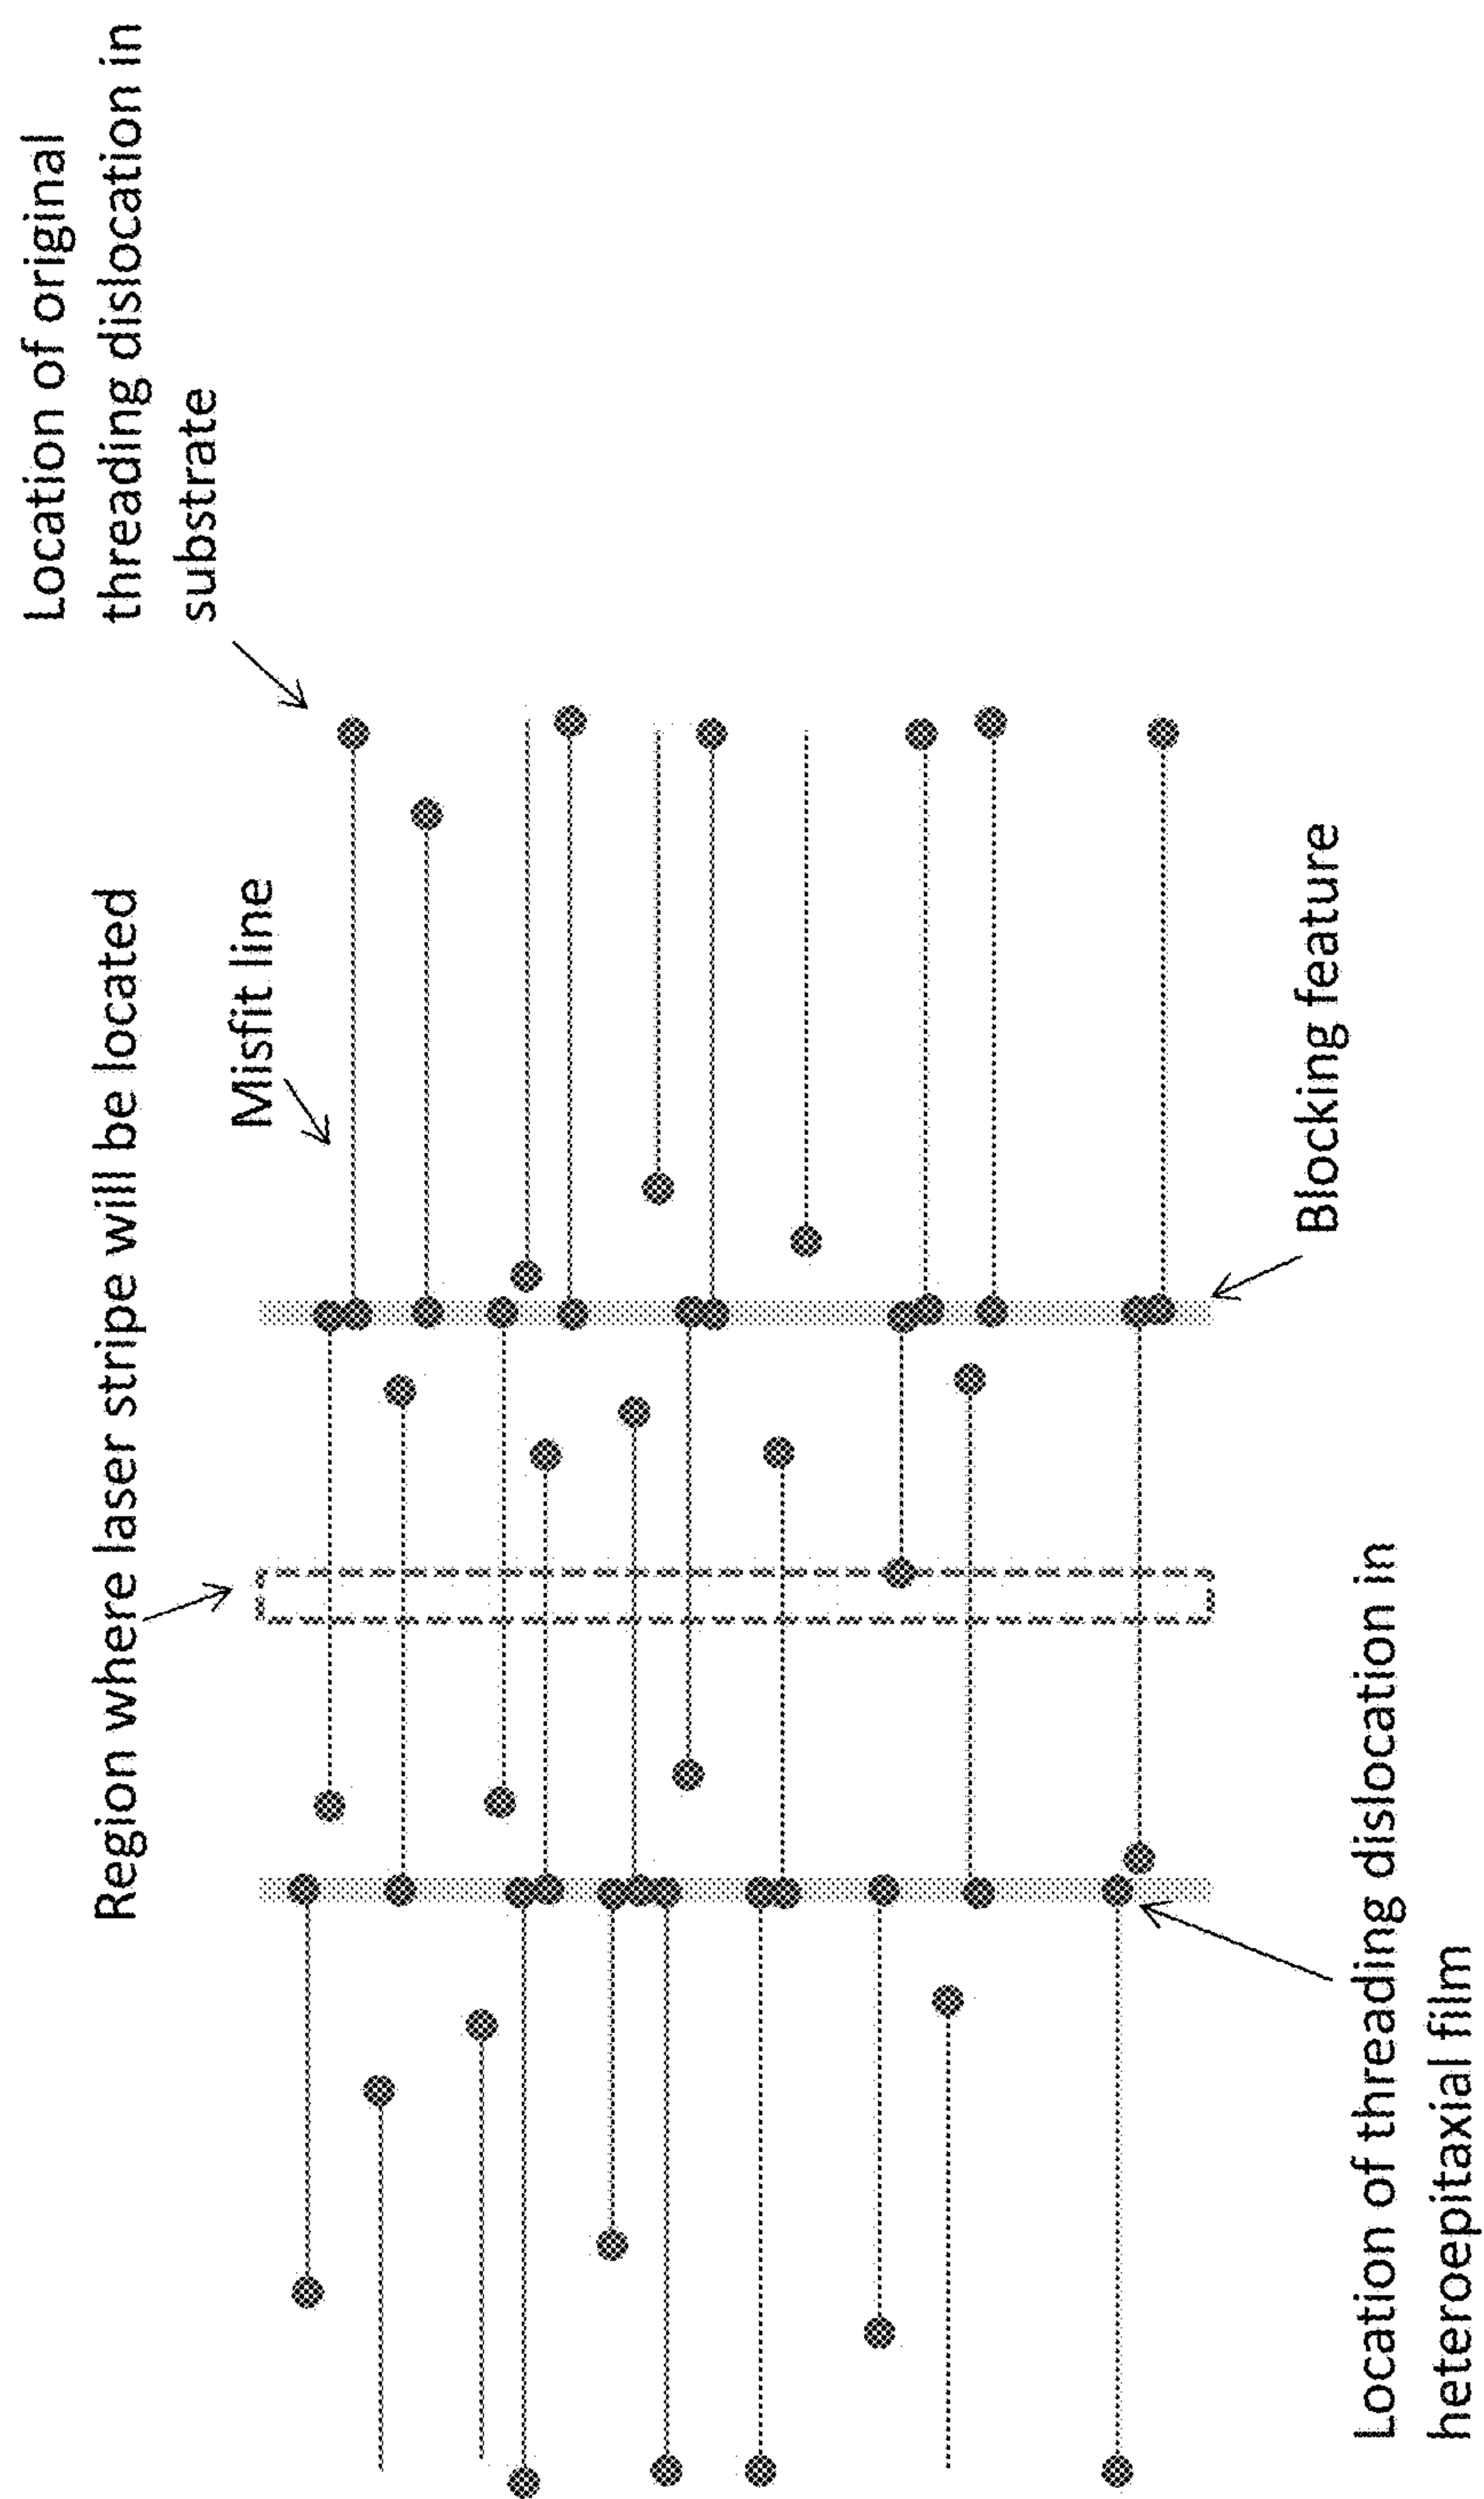 Location of original
threading dislocation in
substrate
Region where laser stripe will be located
Misfit line
Blocking feature
Location of threading dislocation in
heteroepitaxial film